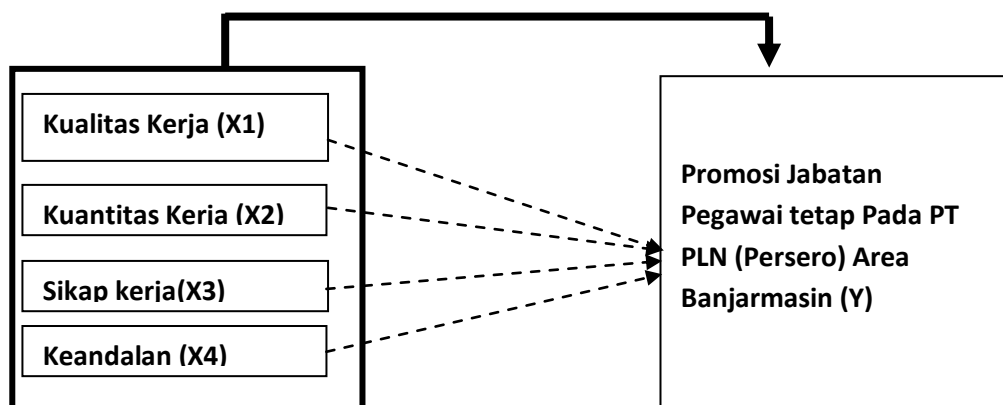 Kualitas Kerja (X1)
Kuantitas Kerja (X2)
Sikap kerja(X3)
Keandalan (X4)
Promosi Jabatan
Pegawai tetap Pada PT
PLN (Persero) Area
Banjarmasin (Y)